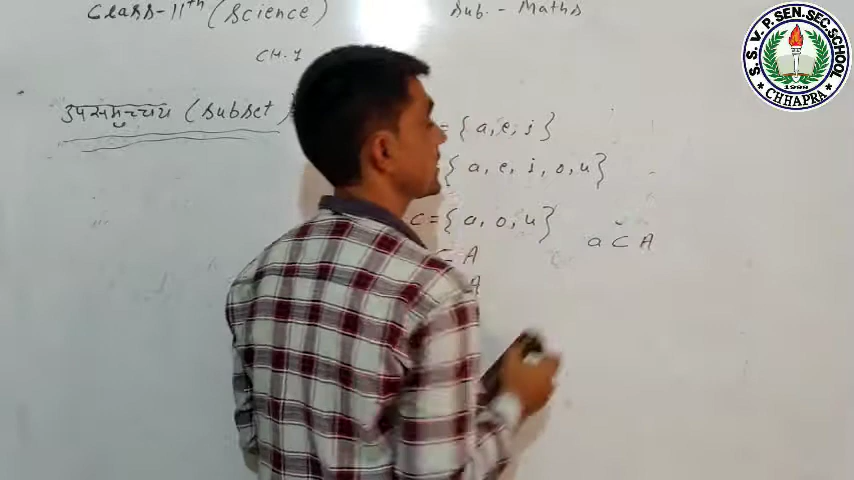 Class-11th (Science)
Sub. - Maths
CH. 1
उपसमुच्चय (Subset)
= { a, e, i }
{ a, e, i, o, u }
C = { a, o, u }
a ⊂ A
⊂ A
A
S. S. V. P. SEN. SEC. SCHOOL
CHHAPRA